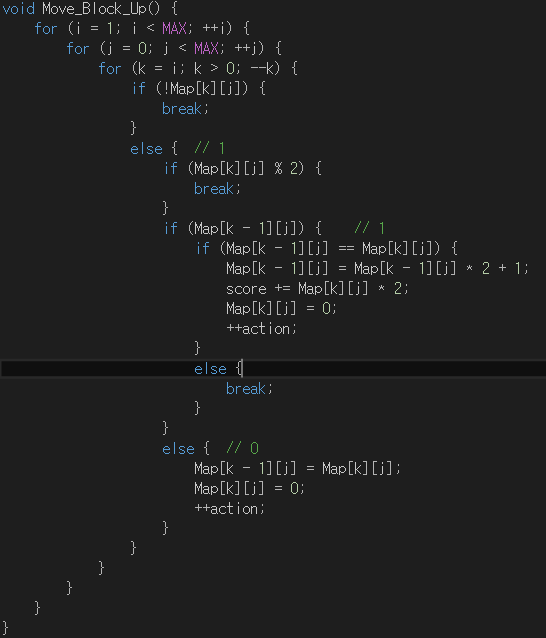 void Move_Block_Up() {
    for (i = 1; i < MAX; ++i) {
        for (j = 0; j < MAX; ++j) {
            for (k = i; k > 0; --k) {
                if (!Map[k][j]) {
                    break;
                }
                else {  // 1
                    if (Map[k][j] % 2) {
                        break;
                    }
                    if (Map[k - 1][j]) {    // 1
                        if (Map[k - 1][j] == Map[k][j]) {
                            Map[k - 1][j] = Map[k - 1][j] * 2 + 1;
                            score += Map[k][j] * 2;
                            Map[k][j] = 0;
                            ++action;
                        }
                        else {
                            break;
                        }
                    }
                    else {  // 0
                        Map[k - 1][j] = Map[k][j];
                        Map[k][j] = 0;
                        ++action;
                    }
                }
            }
        }
    }
}